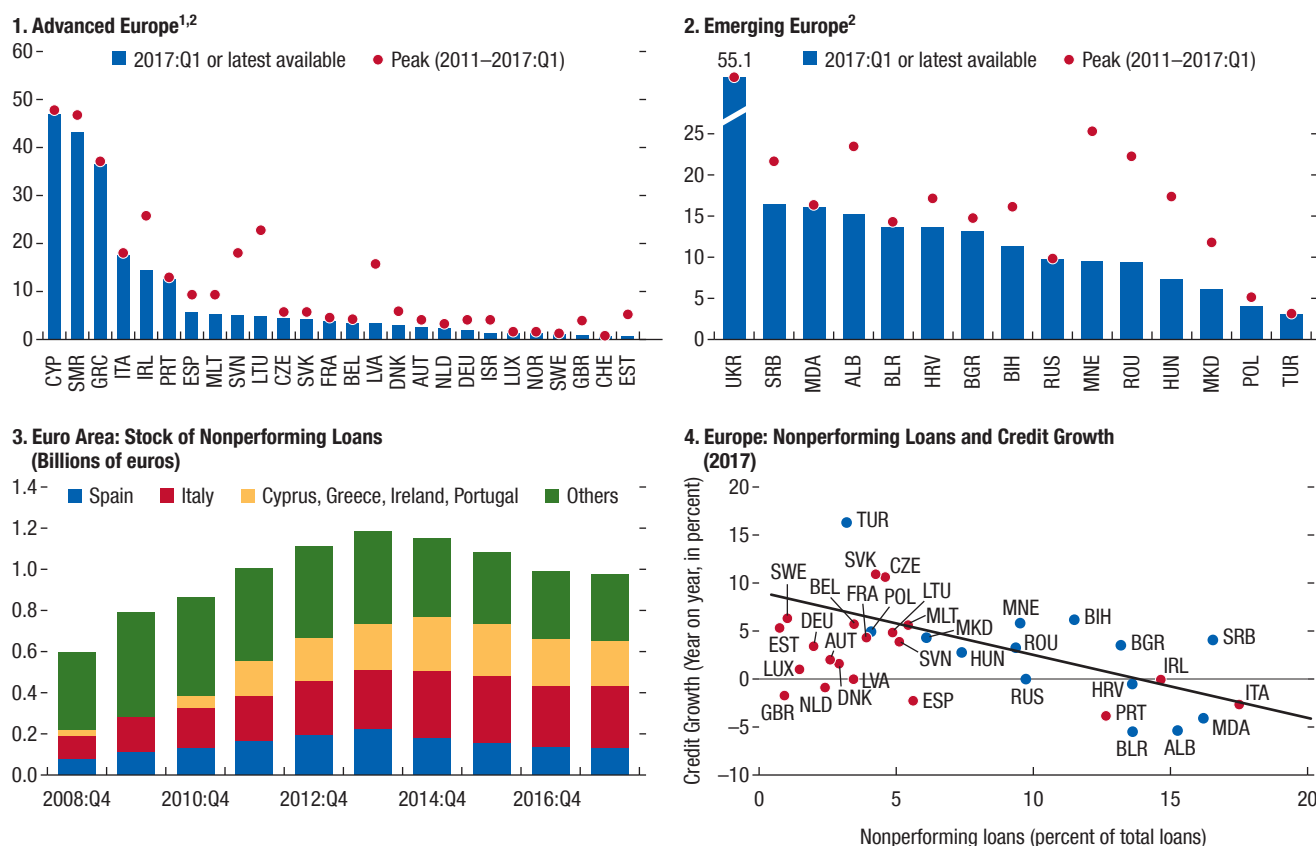 1. Advanced Europe1,2
60
50
40
30
20
10
0
2017:Q1 or latest available
Peak (2011–2017:Q1)
CYP
SMR
GRC
ITA
IRL
PRT
ESP
MLT
SVN
LTU
CZE
SVK
FRA
BEL
LVA
DNK
AUT
NLD
DEU
ISR
LUX
NOR
SWE
GBR
CHE
EST
2. Emerging Europe2
55.1
2017:Q1 or latest available
Peak (2011–2017:Q1)
25
20
15
10
5
0
UKR
SRB
MDA
ALB
BLR
HRV
BGR
BIH
RUS
MNE
ROU
HUN
MKD
POL
TUR
3. Euro Area: Stock of Nonperforming Loans
(Billions of euros)
1.4
1.2
1.0
0.8
0.6
0.4
0.2
0.0
Spain
Italy
Cyprus, Greece, Ireland, Portugal
Others
2008:Q4
2010:Q4
2012:Q4
2014:Q4
2016:Q4
4. Europe: Nonperforming Loans and Credit Growth
(2017)
Credit Growth (Year on year, in percent)
20
15
10
5
0
–5
–10
TUR
SVK
CZE
SWE
BEL
FRA
POL
LTU
MLT
MNE
BIH
DEU
AUT
MKD
EST
SVN
HUN
ROU
BGR
SRB
LUX
LVA
IRL
GBR
NLD
DNK
ESP
RUS
HRV
ITA
PRT
MDA
BLR
ALB
0
5
10
15
20
Nonperforming loans (percent of total loans)